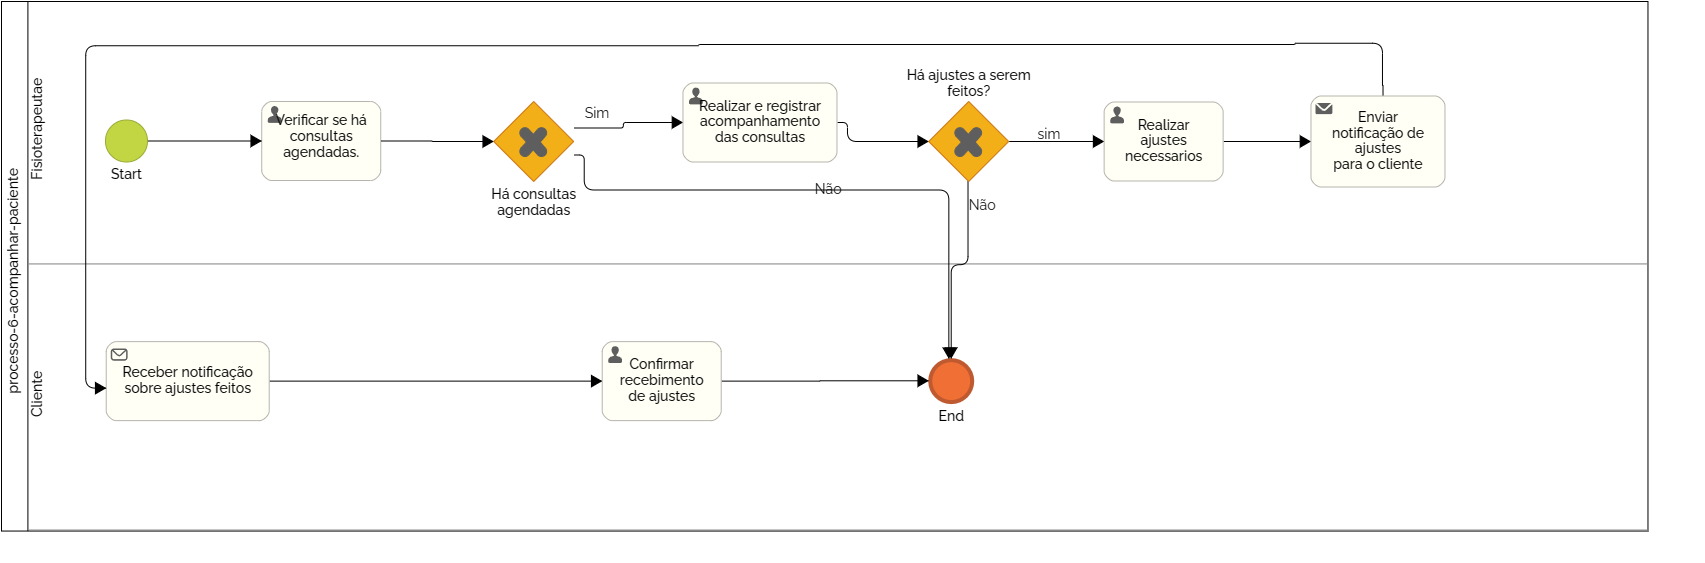 processo-6-acompanhar-paciente
Fisioterapeutae
Start
Verificar se há
consultas
agendadas.
Há consultas
agendadas
Sim
Não
Realizar e registrar
acompanhamento
das consultas
Há ajustes a serem
feitos?
sim
Não
Realizar
ajustes
necessarios
Enviar
notificação de
ajustes
para o cliente
Cliente
Receber notificação
sobre ajustes feitos
Confirmar
recebimento
de ajustes
End